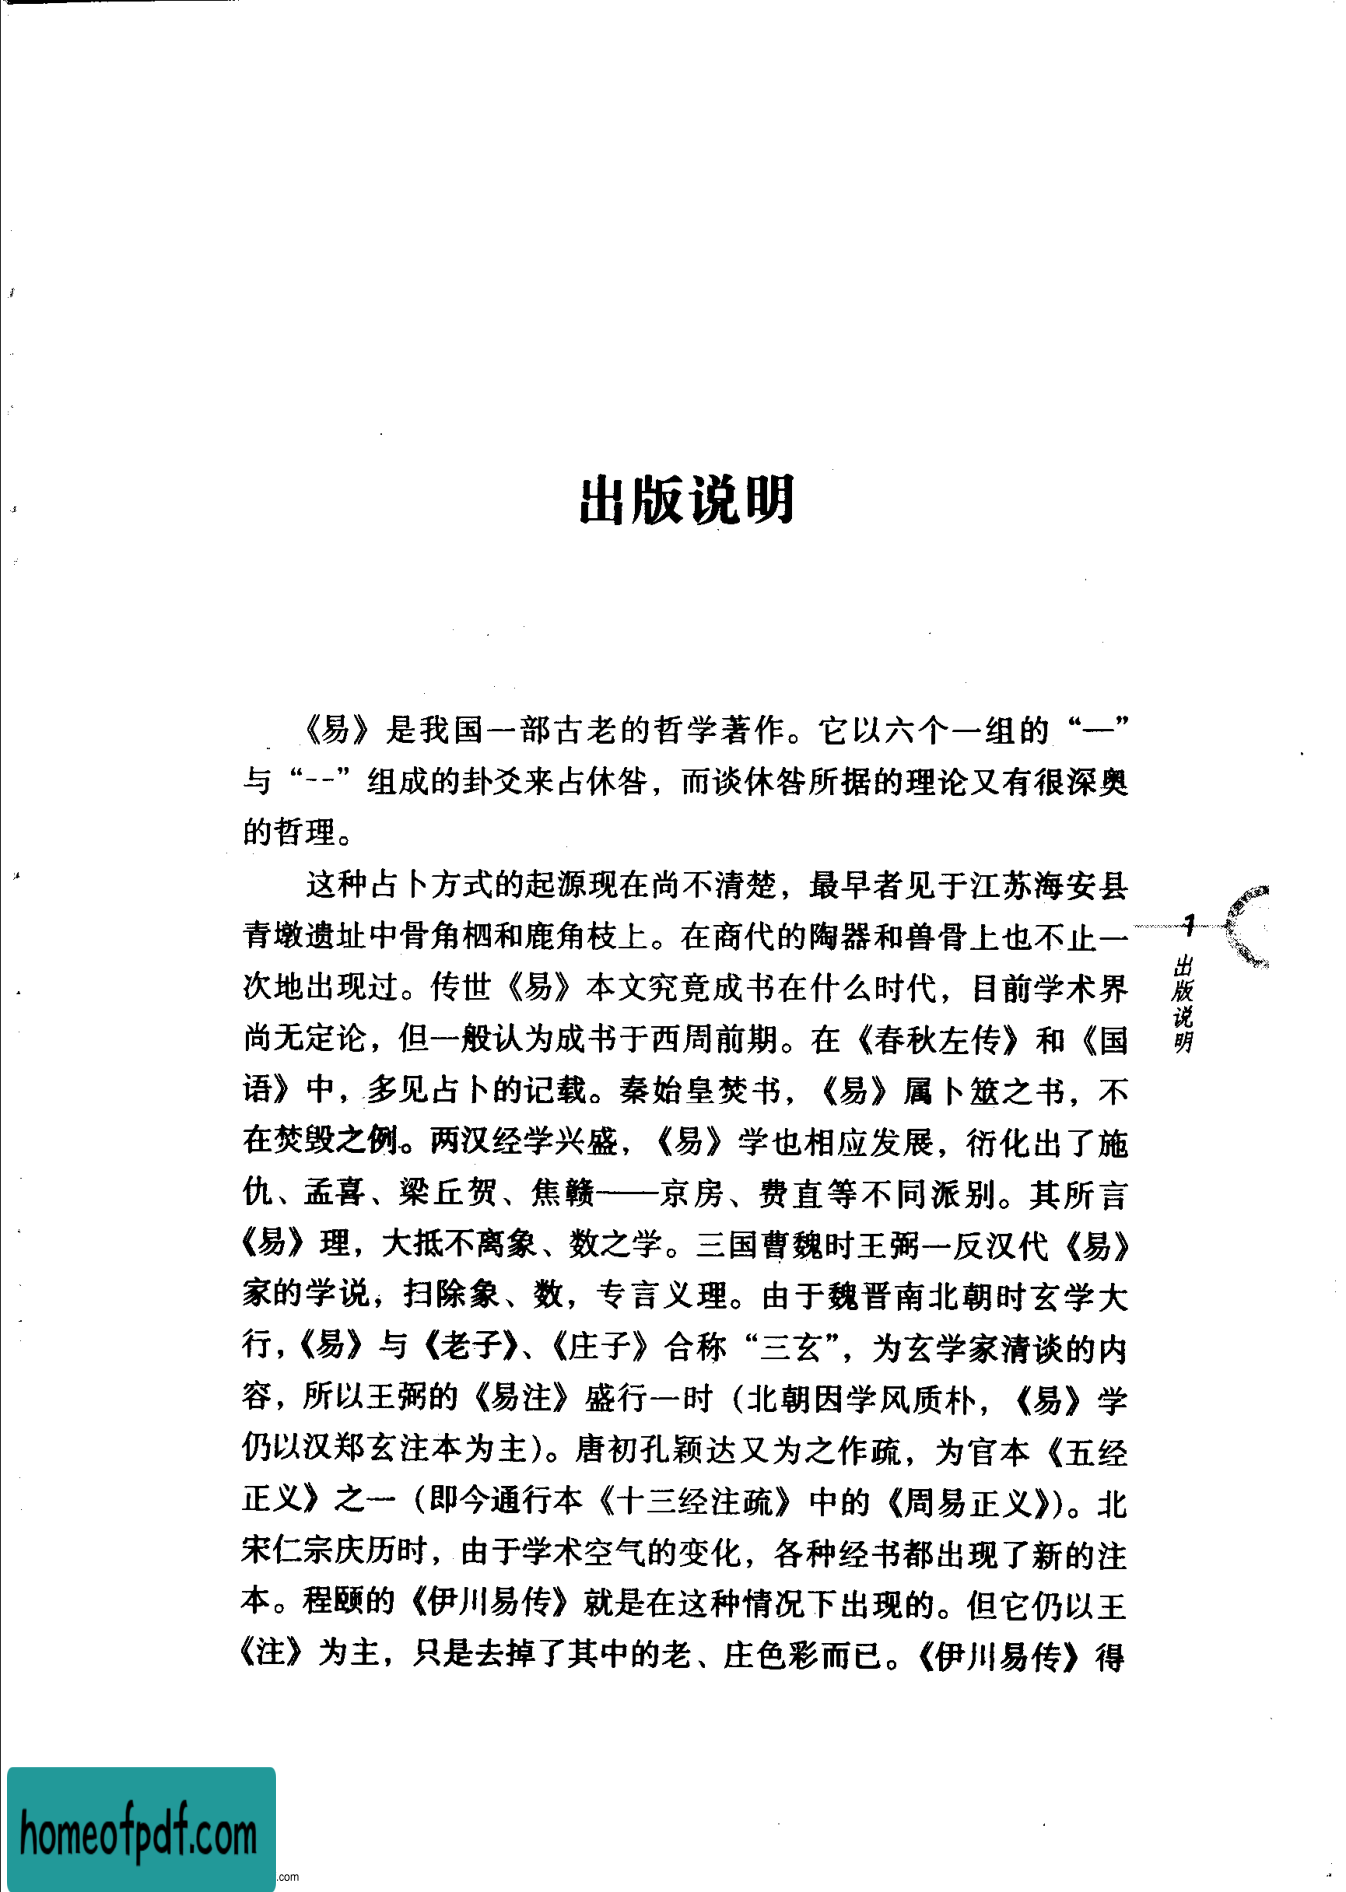 出版说明
《易》是我国一部古老的哲学著作。它以六个一组的“—”
与“--”组成的卦爻来占休咎，而谈休咎所据的理论又有很深奥
的哲理。
这种占卜方式的起源现在尚不清楚，最早者见于江苏海安县
青墩遗址中骨角栖和鹿角枝上。在商代的陶器和兽骨上也不止一
次地出现过。传世《易》本文究竟成书在什么时代，目前学术界
尚无定论，但一般认为成书于西周前期。在《春秋左传》和《国
语》中，多见占卜的记载。秦始皇焚书，《易》属卜筮之书，不
在焚毁之例。两汉经学兴盛，《易》学也相应发展，衍化出了施
仇、孟喜、梁丘贺、焦赣——京房、费直等不同派别。其所言
《易》理，大抵不离象、数之学。三国曹魏时王弼一反汉代《易》
家的学说，扫除象、数，专言义理。由于魏晋南北朝时玄学大
行，《易》与《老子》、《庄子》合称“三玄”，为玄学家清谈的内
容，所以王弼的《易注》盛行一时（北朝因学风质朴，《易》学
仍以汉郑玄注本为主）。唐初孔颖达又为之作疏，为官本《五经
正义》之一（即今通行本《十三经注疏》中的《周易正义》）。北
宋仁宗庆历时，由于学术空气的变化，各种经书都出现了新的注
本。程颐的《伊川易传》就是在这种情况下出现的。但它仍以王
《注》为主，只是去掉了其中的老、庄色彩而已。《伊川易传》得
1
出版说明
homeofpdf.com
.com